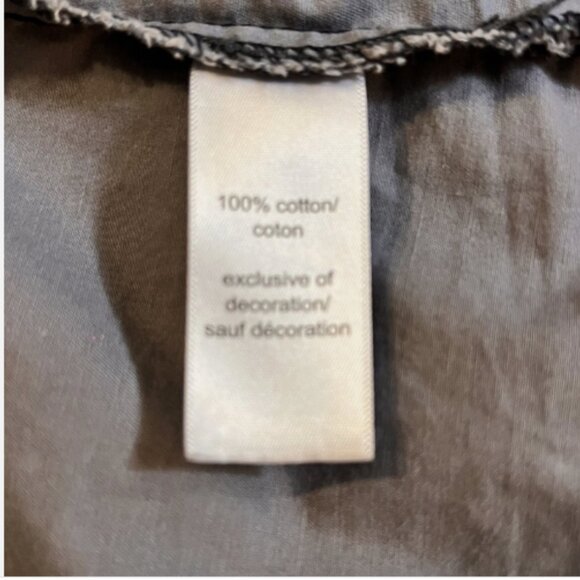 100% cotton/
coton
exclusive of
decoration/
sauf décoration